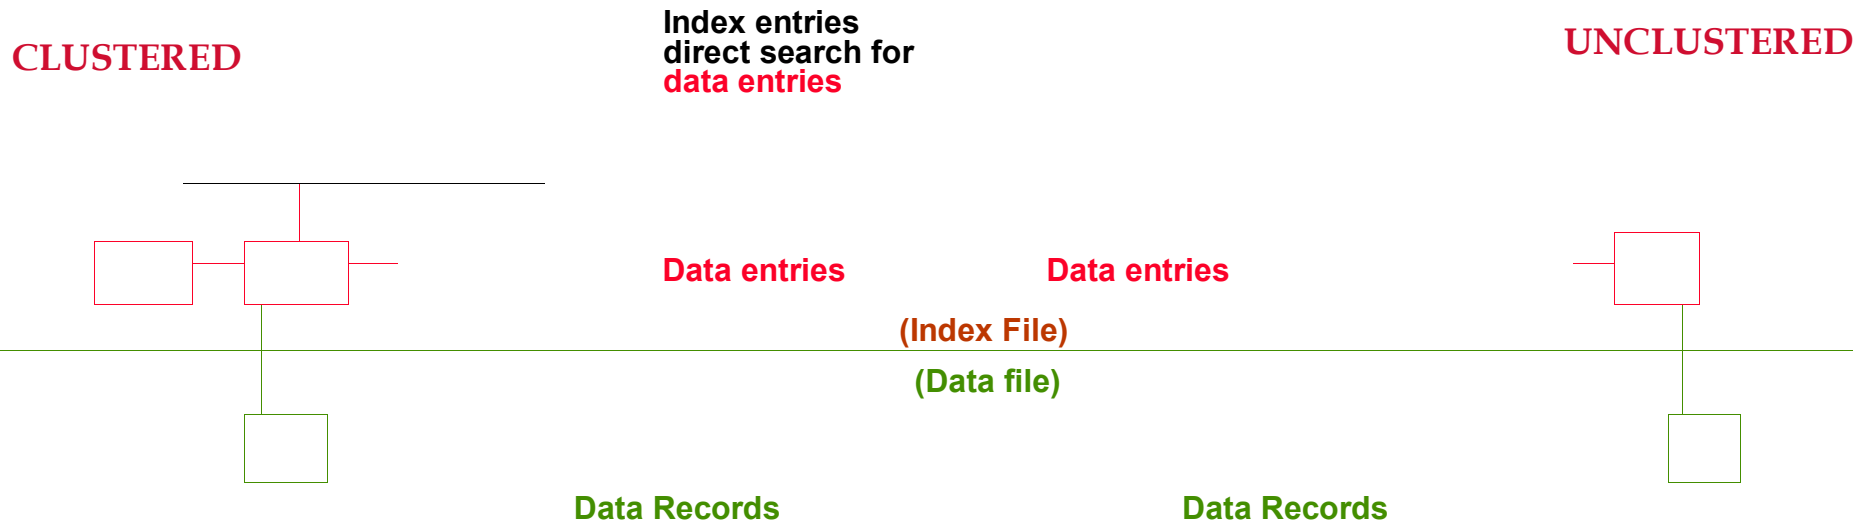 CLUSTERED
Index entries
direct search for
data entries
UNCLUSTERED
Data entries
Data entries
(Index File)
(Data file)
Data Records
Data Records